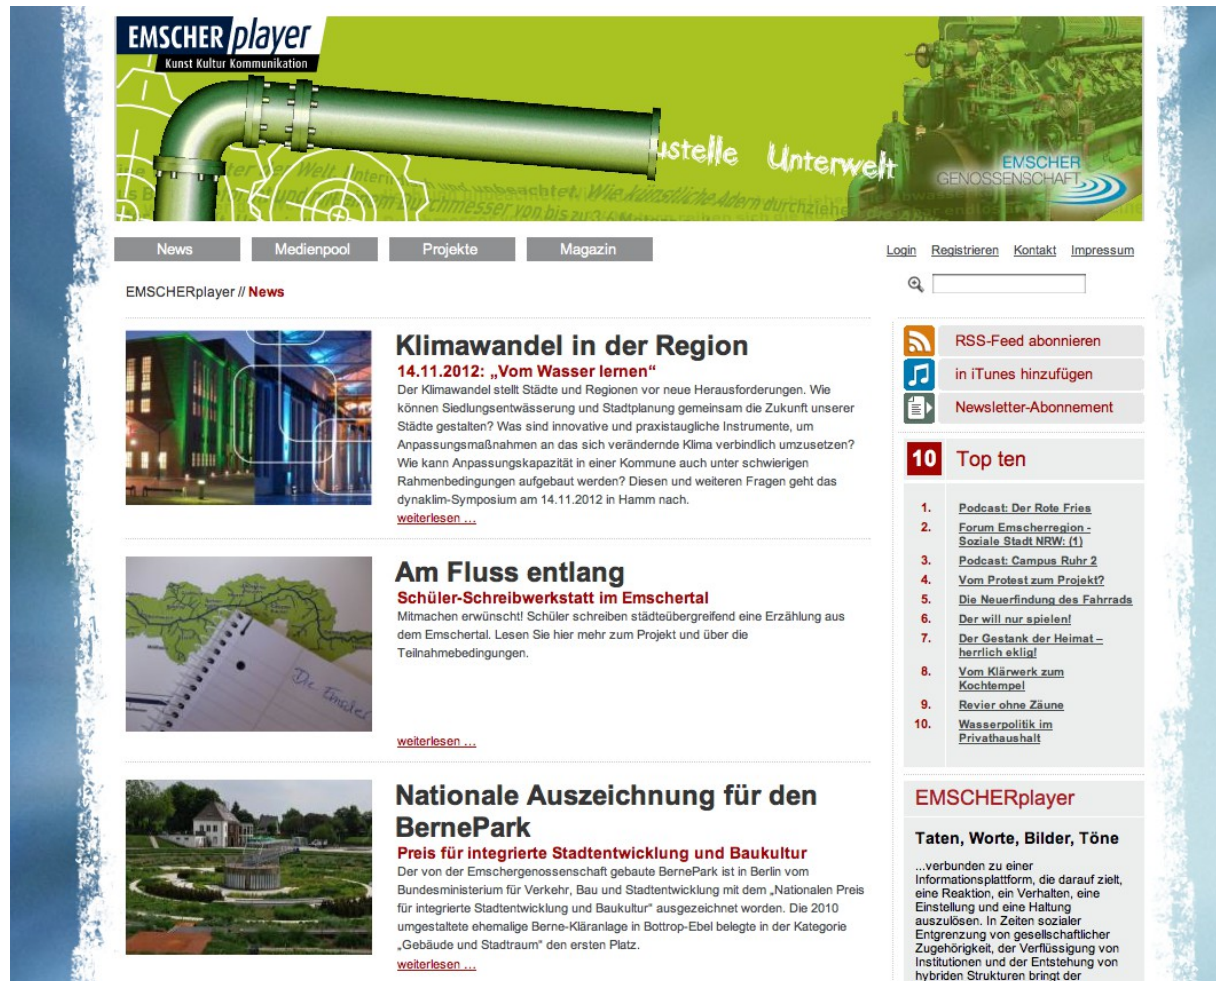 EMSCHER player
Kunst Kultur Kommunikation
ustelle Unterwelt
EMSCHER
GENOSSENSCHAFT
News Medienpool Projekte Magazin
Login Registrieren Kontakt Impressum
EMSCHERplayer // News
Klimawandel in der Region
14.11.2012: „Vom Wasser lernen“
Der Klimawandel stellt Städte und Regionen vor neue Herausforderungen. Wie
können Siedlungsentwässerung und Stadtplanung gemeinsam die Zukunft unserer
Städte gestalten? Was sind innovative und praxistaugliche Instrumente, um
Anpassungsmaßnahmen an das sich verändernde Klima verbindlich umzusetzen?
Wie kann Anpassungskapazität in einer Kommune auch unter schwierigen
Rahmenbedingungen aufgebaut werden? Diesen und weiteren Fragen geht das
dynaklim-Symposium am 14.11.2012 in Hamm nach.
weiterlesen ...
Am Fluss entlang
Schüler-Schreibwerkstatt im Emschertal
Mitmachen erwünscht! Schüler schreiben städteübergreifend eine Erzählung aus
dem Emschertal. Lesen Sie hier mehr zum Projekt und über die
Teilnahmebedingungen.
weiterlesen ...
Die Emscher
Nationale Auszeichnung für den
BernePark
Preis für integrierte Stadtentwicklung und Baukultur
Der von der Emschergenossenschaft gebaute BernePark ist in Berlin vom
Bundesministerium für Verkehr, Bau und Stadtentwicklung mit dem „Nationalen Preis
für integrierte Stadtentwicklung und Baukultur“ ausgezeichnet worden. Die 2010
umgestaltete ehemalige Berne-Kläranlage in Bottrop-Ebel belegte in der Kategorie
„Gebäude und Stadtraum“ den ersten Platz.
weiterlesen ...
RSS-Feed abonnieren
in iTunes hinzufügen
Newsletter-Abonnement
10 Top ten
1. Podcast: Der Rote Fries
2. Forum Emscherregion -
Soziale Stadt NRW: (1)
3. Podcast: Campus Ruhr 2
4. Vom Protest zum Projekt?
5. Die Neuerfindung des Fahrrads
6. Der will nur spielen!
7. Der Gestank der Heimat –
herrlich eklig!
8. Vom Klärwerk zum
Kochtempel
9. Revier ohne Zäune
10. Wasserpolitik im
Privathaushalt
EMSCHERplayer
Taten, Worte, Bilder, Töne
...verbunden zu einer
Informationsplattform, die darauf zielt,
eine Reaktion, ein Verhalten, eine
Einstellung und eine Haltung
auszulösen. In Zeiten sozialer
Entgrenzung von gesellschaftlicher
Zugehörigkeit, der Verflüssigung von
Institutionen und der Entstehung von
hybriden Strukturen bringt der